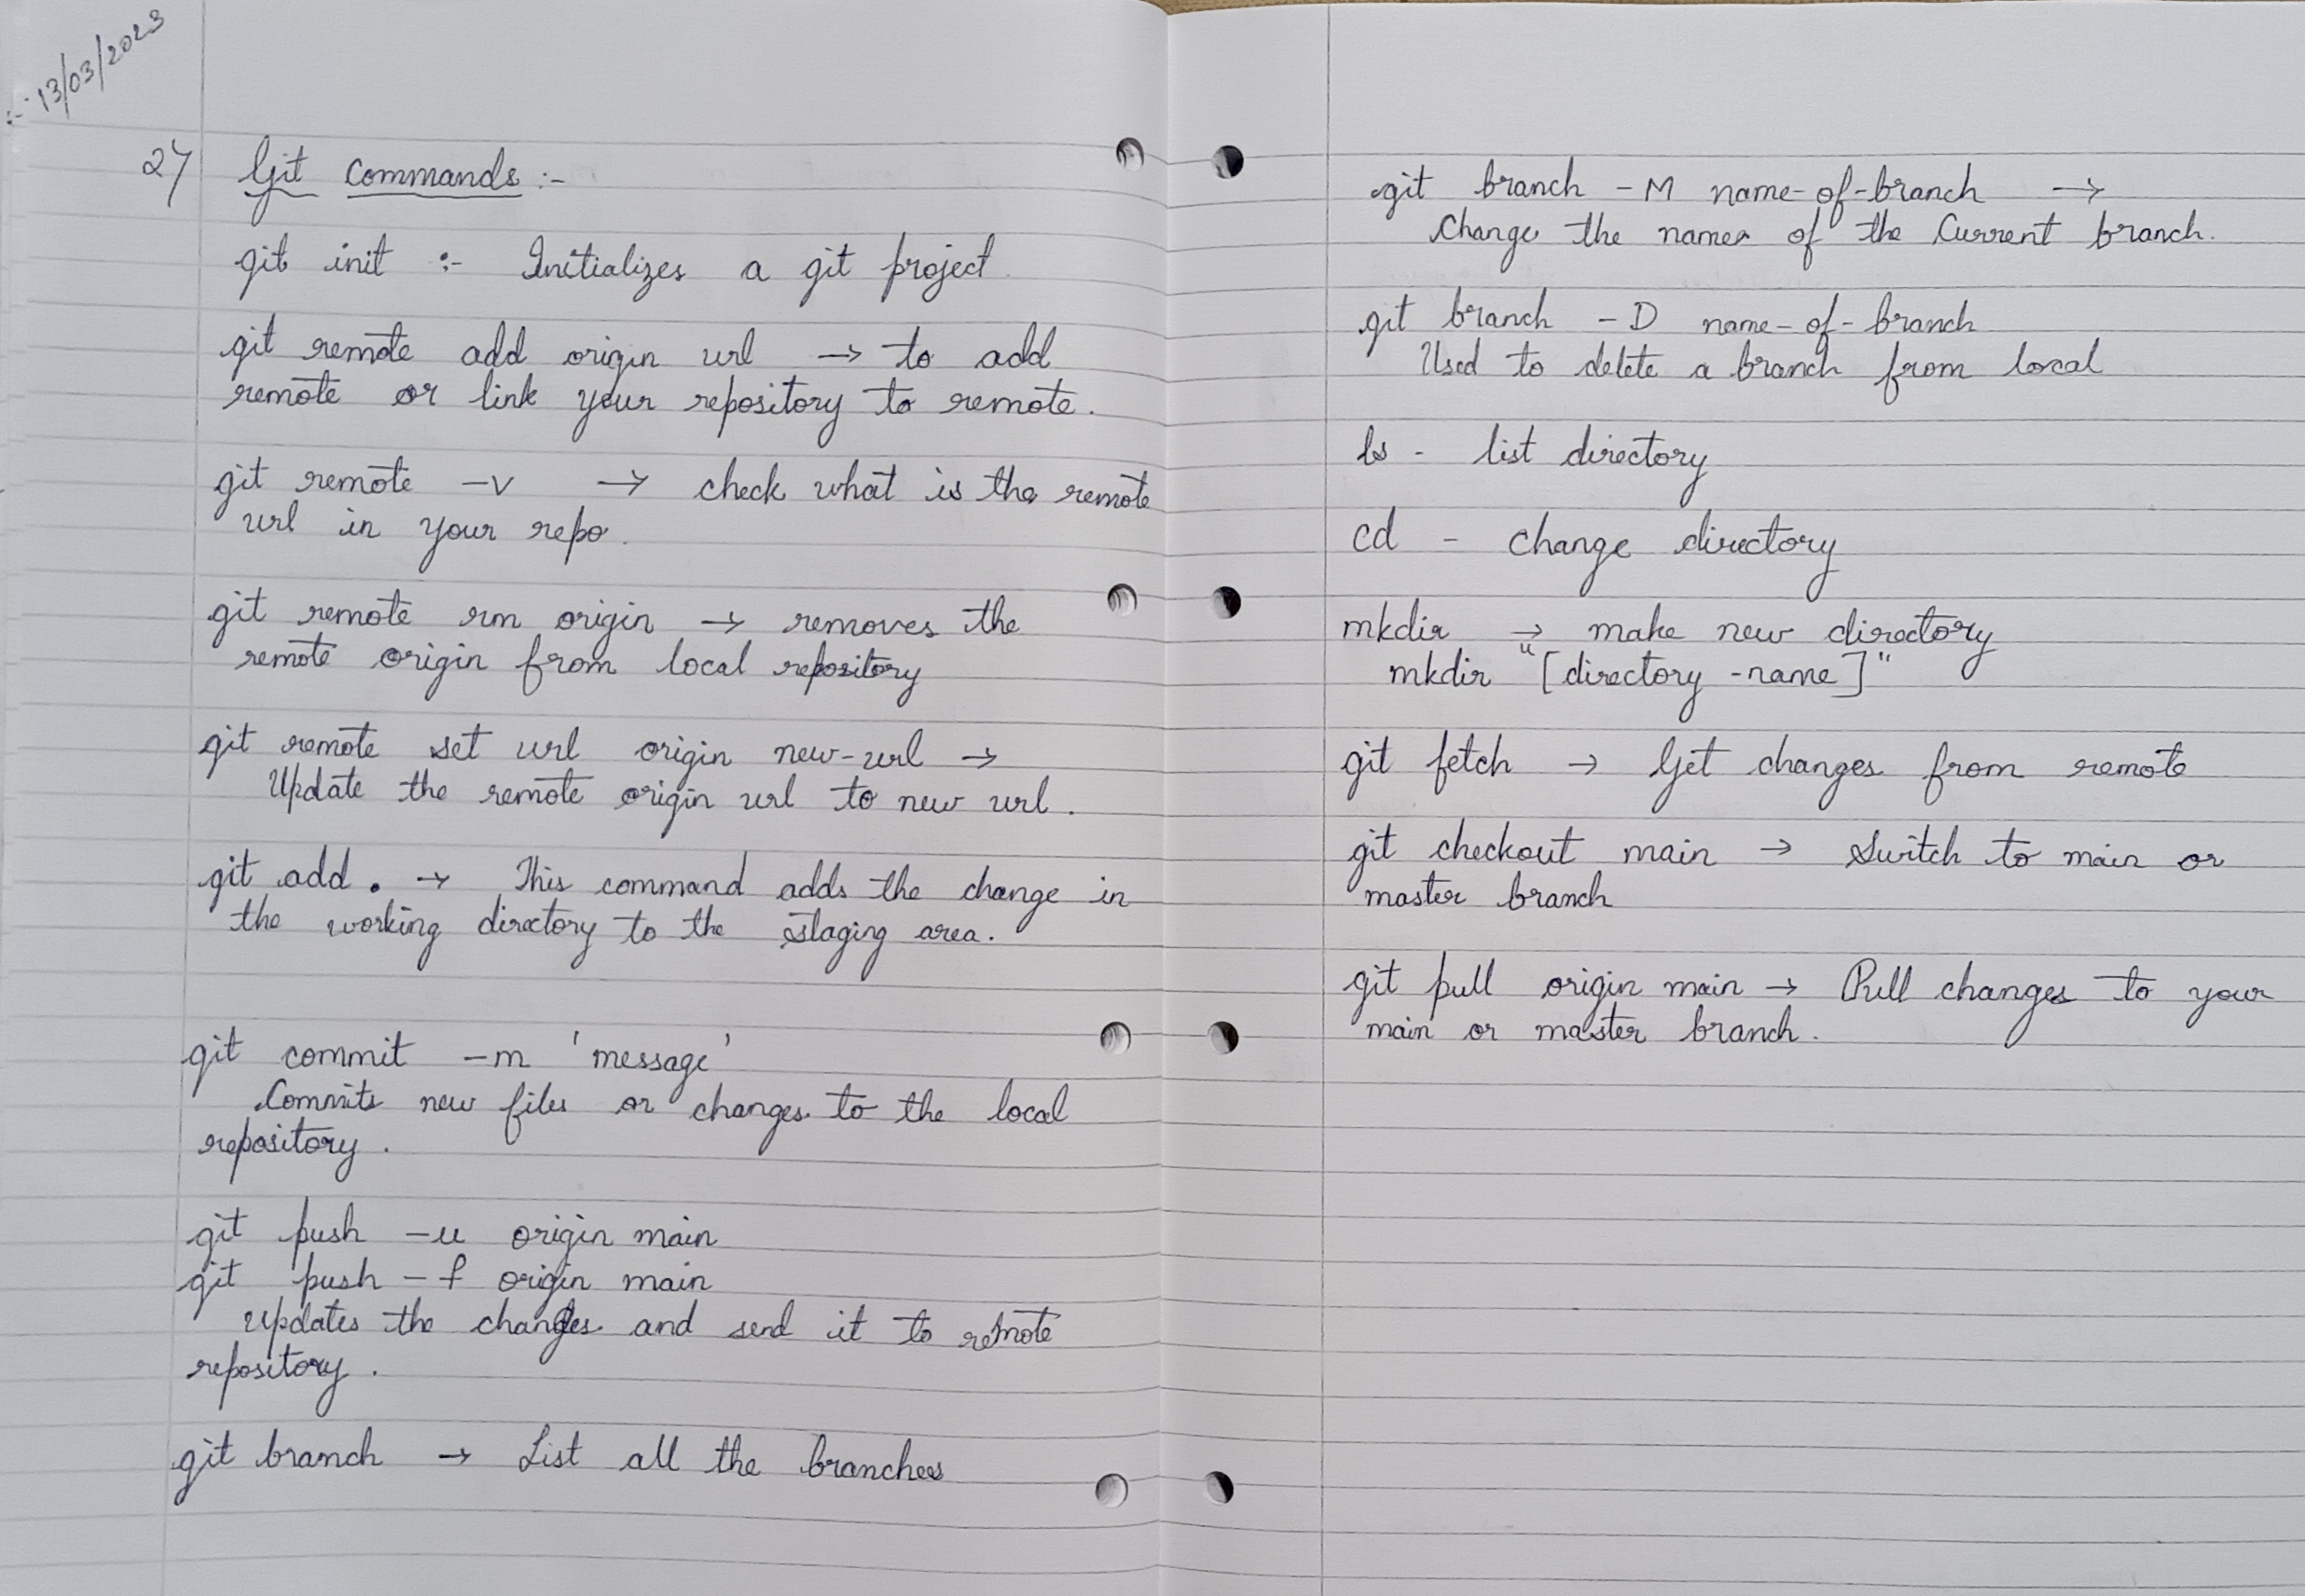 :- 13/03/2023
2) Git Commands :-
git init :- Initializes a git project.
git remote add origin url → to add
remote or link your repository to remote.
git remote -v → check what is the remote
url in your repo.
git remote rm origin → removes the
remote origin from local repository
git remote set url origin new-url →
Update the remote origin url to new url.
git add . → This command adds the change in
the working directory to the staging area.
git commit -m 'message'
Commits new files or changes to the local
repository.
git push -u origin main
git push -f origin main
Updates the changes and send it to remote
repository.
git branch → List all the branches
git branch -M name-of-branch →
Change the names of the Current branch.
git branch -D name-of-branch
Used to delete a branch from local
ls - list directory
cd - change directory
mkdir → make new directory
mkdir "[directory-name]"
git fetch → Get changes from remote
git checkout main → Switch to main or
master branch
git pull origin main → Pull changes to your
main or master branch.